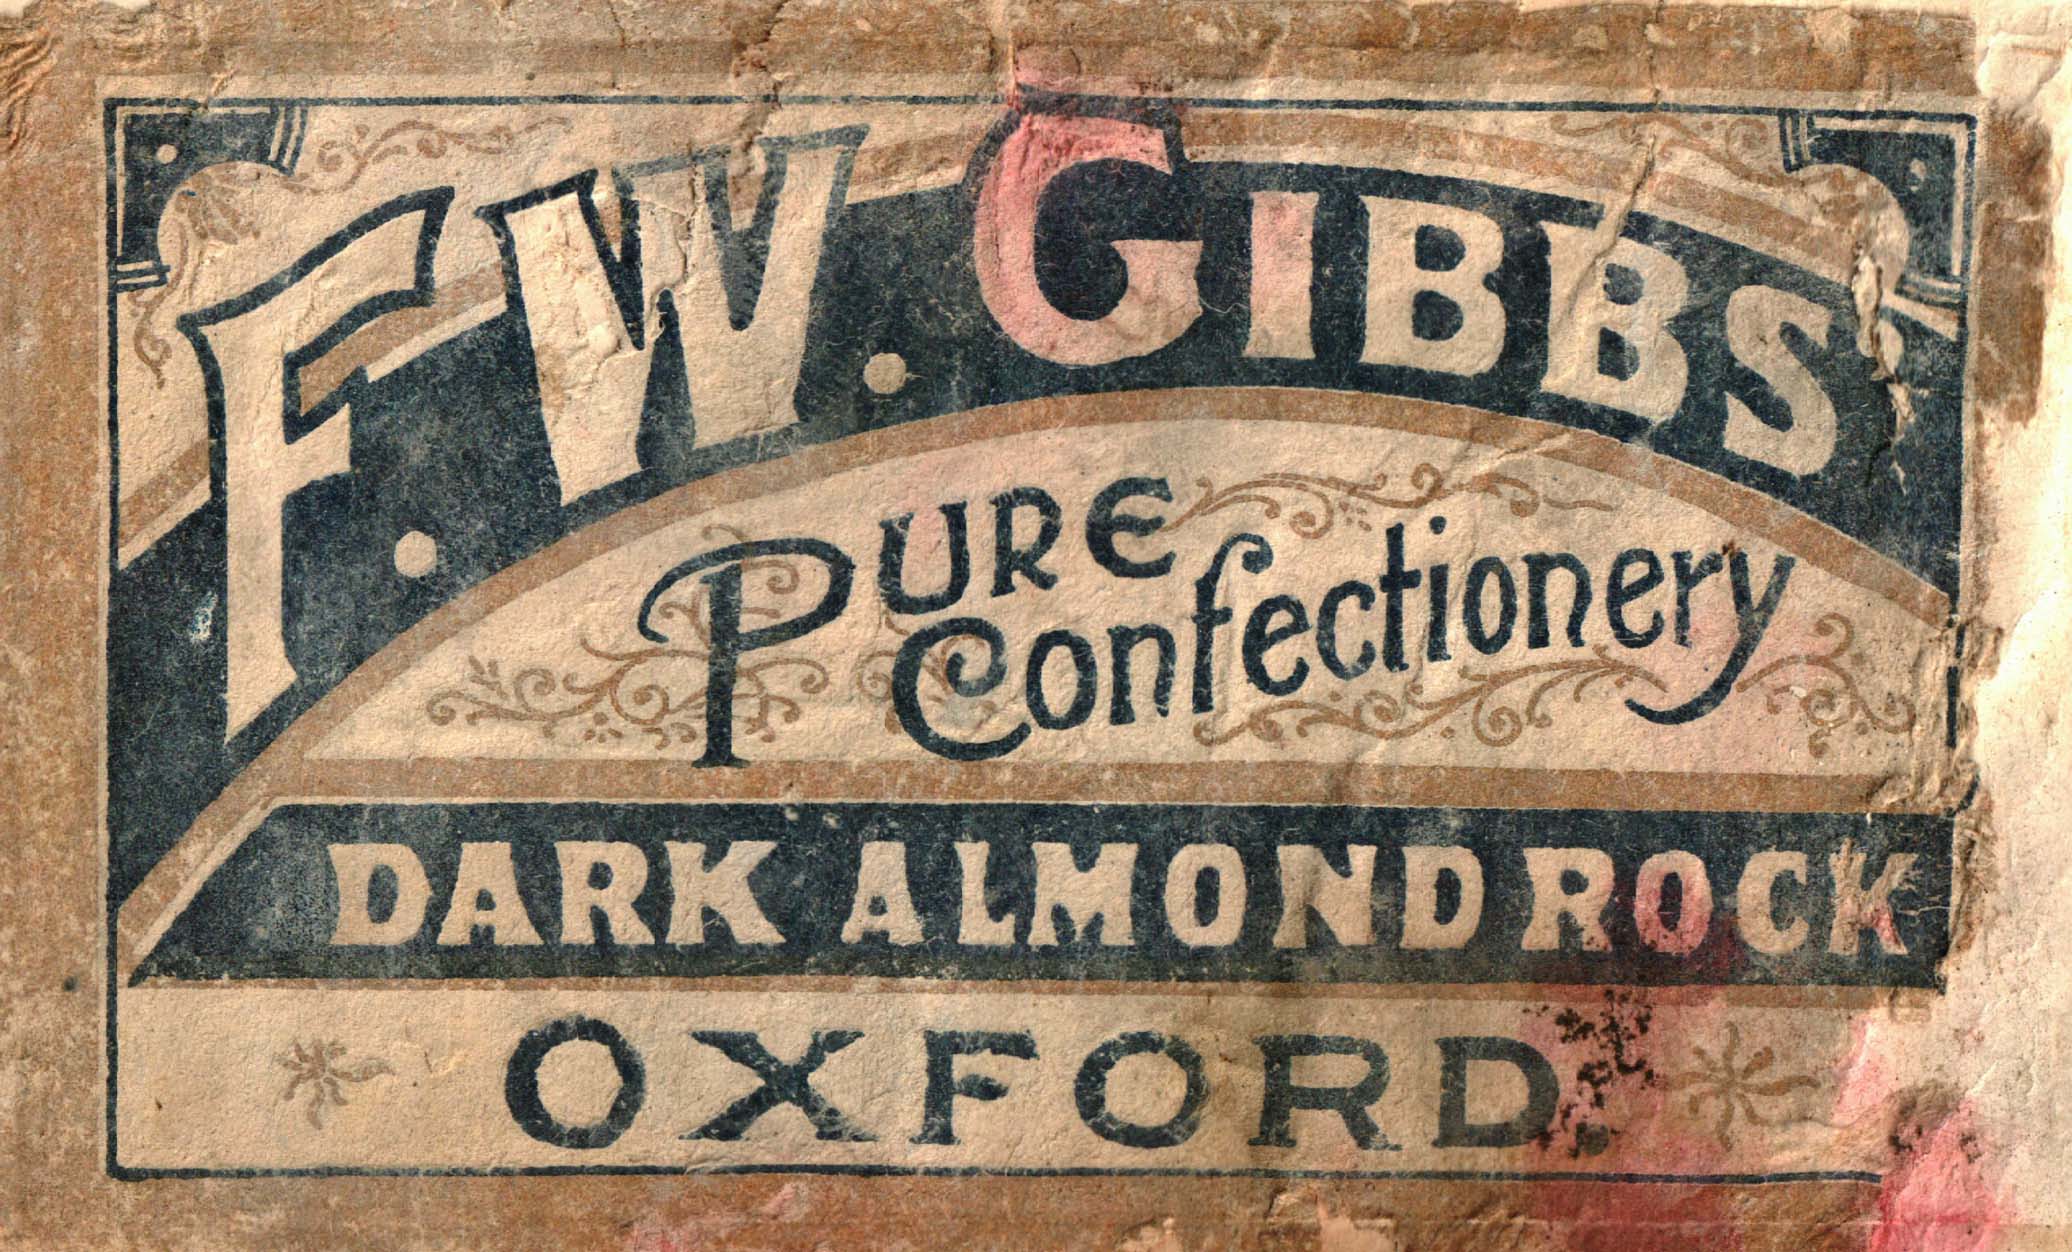 F. W. GIBBS
PURE
Confectionery
DARK ALMOND ROCK
OXFORD